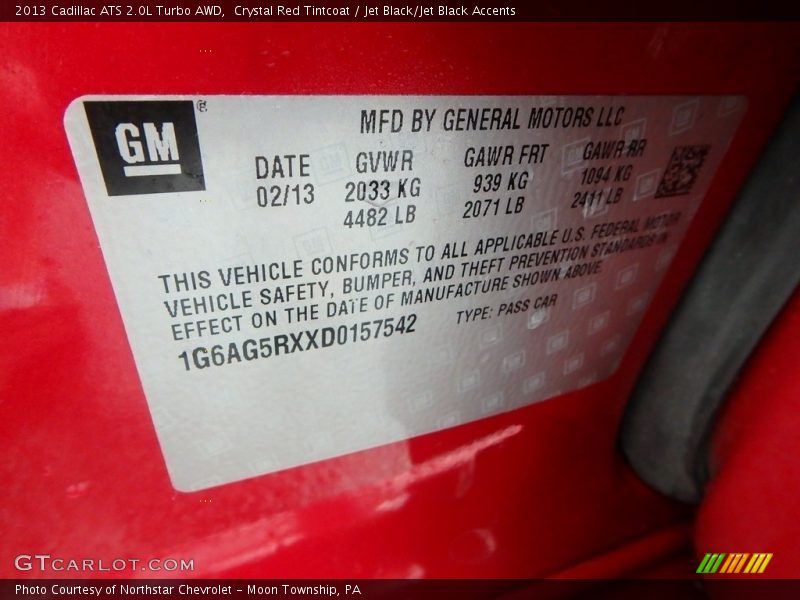 2013 Cadillac ATS 2.0L Turbo AWD,  Crystal Red Tintcoat / Jet Black/Jet Black Accents
GM®
MFD BY GENERAL MOTORS LLC
DATE GVWR GAWR FRT GAWR RR
02/13 2033 KG 939 KG 1094 KG
4482 LB 2071 LB 2411 LB
THIS VEHICLE CONFORMS TO ALL APPLICABLE U.S. FEDERAL MOTOR
VEHICLE SAFETY, BUMPER, AND THEFT PREVENTION STANDARDS IN
EFFECT ON THE DATE OF MANUFACTURE SHOWN ABOVE.
1G6AG5RXXD0157542 TYPE: PASS CAR
GTCARLOT.COM
Photo Courtesy of Northstar Chevrolet - Moon Township, PA